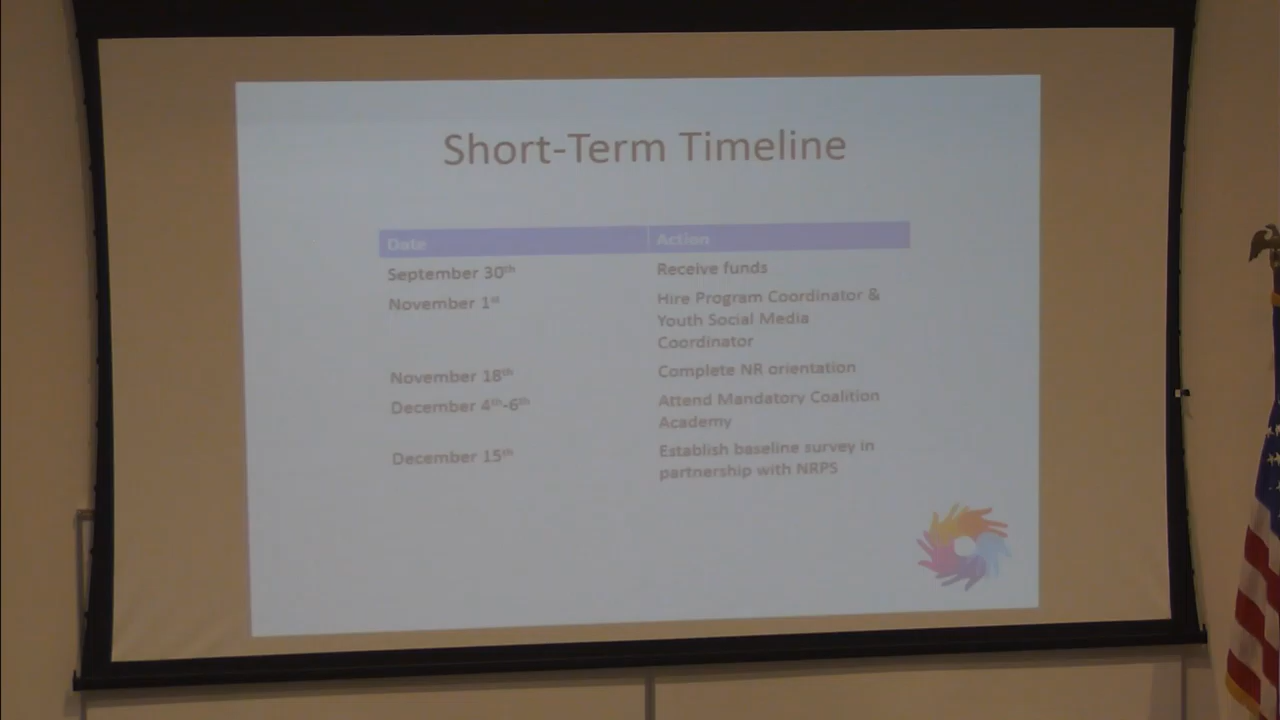 Short-Term Timeline
Date Action
September 30th Receive funds
November 1st Hire Program Coordinator &
Youth Social Media
Coordinator
November 18th Complete NR orientation
December 4th-6th Attend Mandatory Coalition
Academy
December 15th Establish baseline survey in
partnership with NRPS